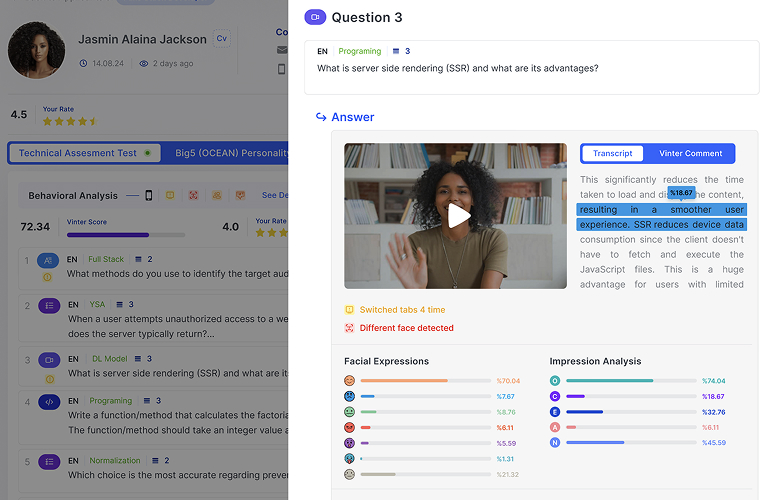 Jasmin Alaina Jackson
Cv
Co
14.08.24
2 days ago
4.5
Your Rate
Technical Assesment Test
Big5 (OCEAN) Personality
Behavioral Analysis
See De
72.34
Vinter Score
4.0
Your Rate
1
EN
Full Stack
2
What methods do you use to identify the target aud
2
EN
YSA
3
When a user attempts unauthorized access to a we
does the server typically return?...
3
EN
DL Model
3
What is server side rendering (SSR) and what are its
4
EN
Programing
3
Write a function/method that calculates the factoria
The function/method should take an integer value a
5
EN
Normalization
2
Which choice is the most accurate regarding preven
Question 3
EN
Programing
3
What is server side rendering (SSR) and what are its advantages?
Answer
Transcript
Vinter Comment
This significantly reduces the time
taken to load and di
%18.67
he content,
resulting in a smoother user
experience. SSR reduces device data
consumption since the client doesn't
have to fetch and execute the
JavaScript files. This is a huge
advantage for users with limited
Switched tabs 4 time
Different face detected
Facial Expressions
%70.04
%7.67
%8.76
%6.11
%5.59
%1.31
%21.32
Impression Analysis
O
%74.04
C
%18.67
E
%32.76
A
%6.11
N
%45.59